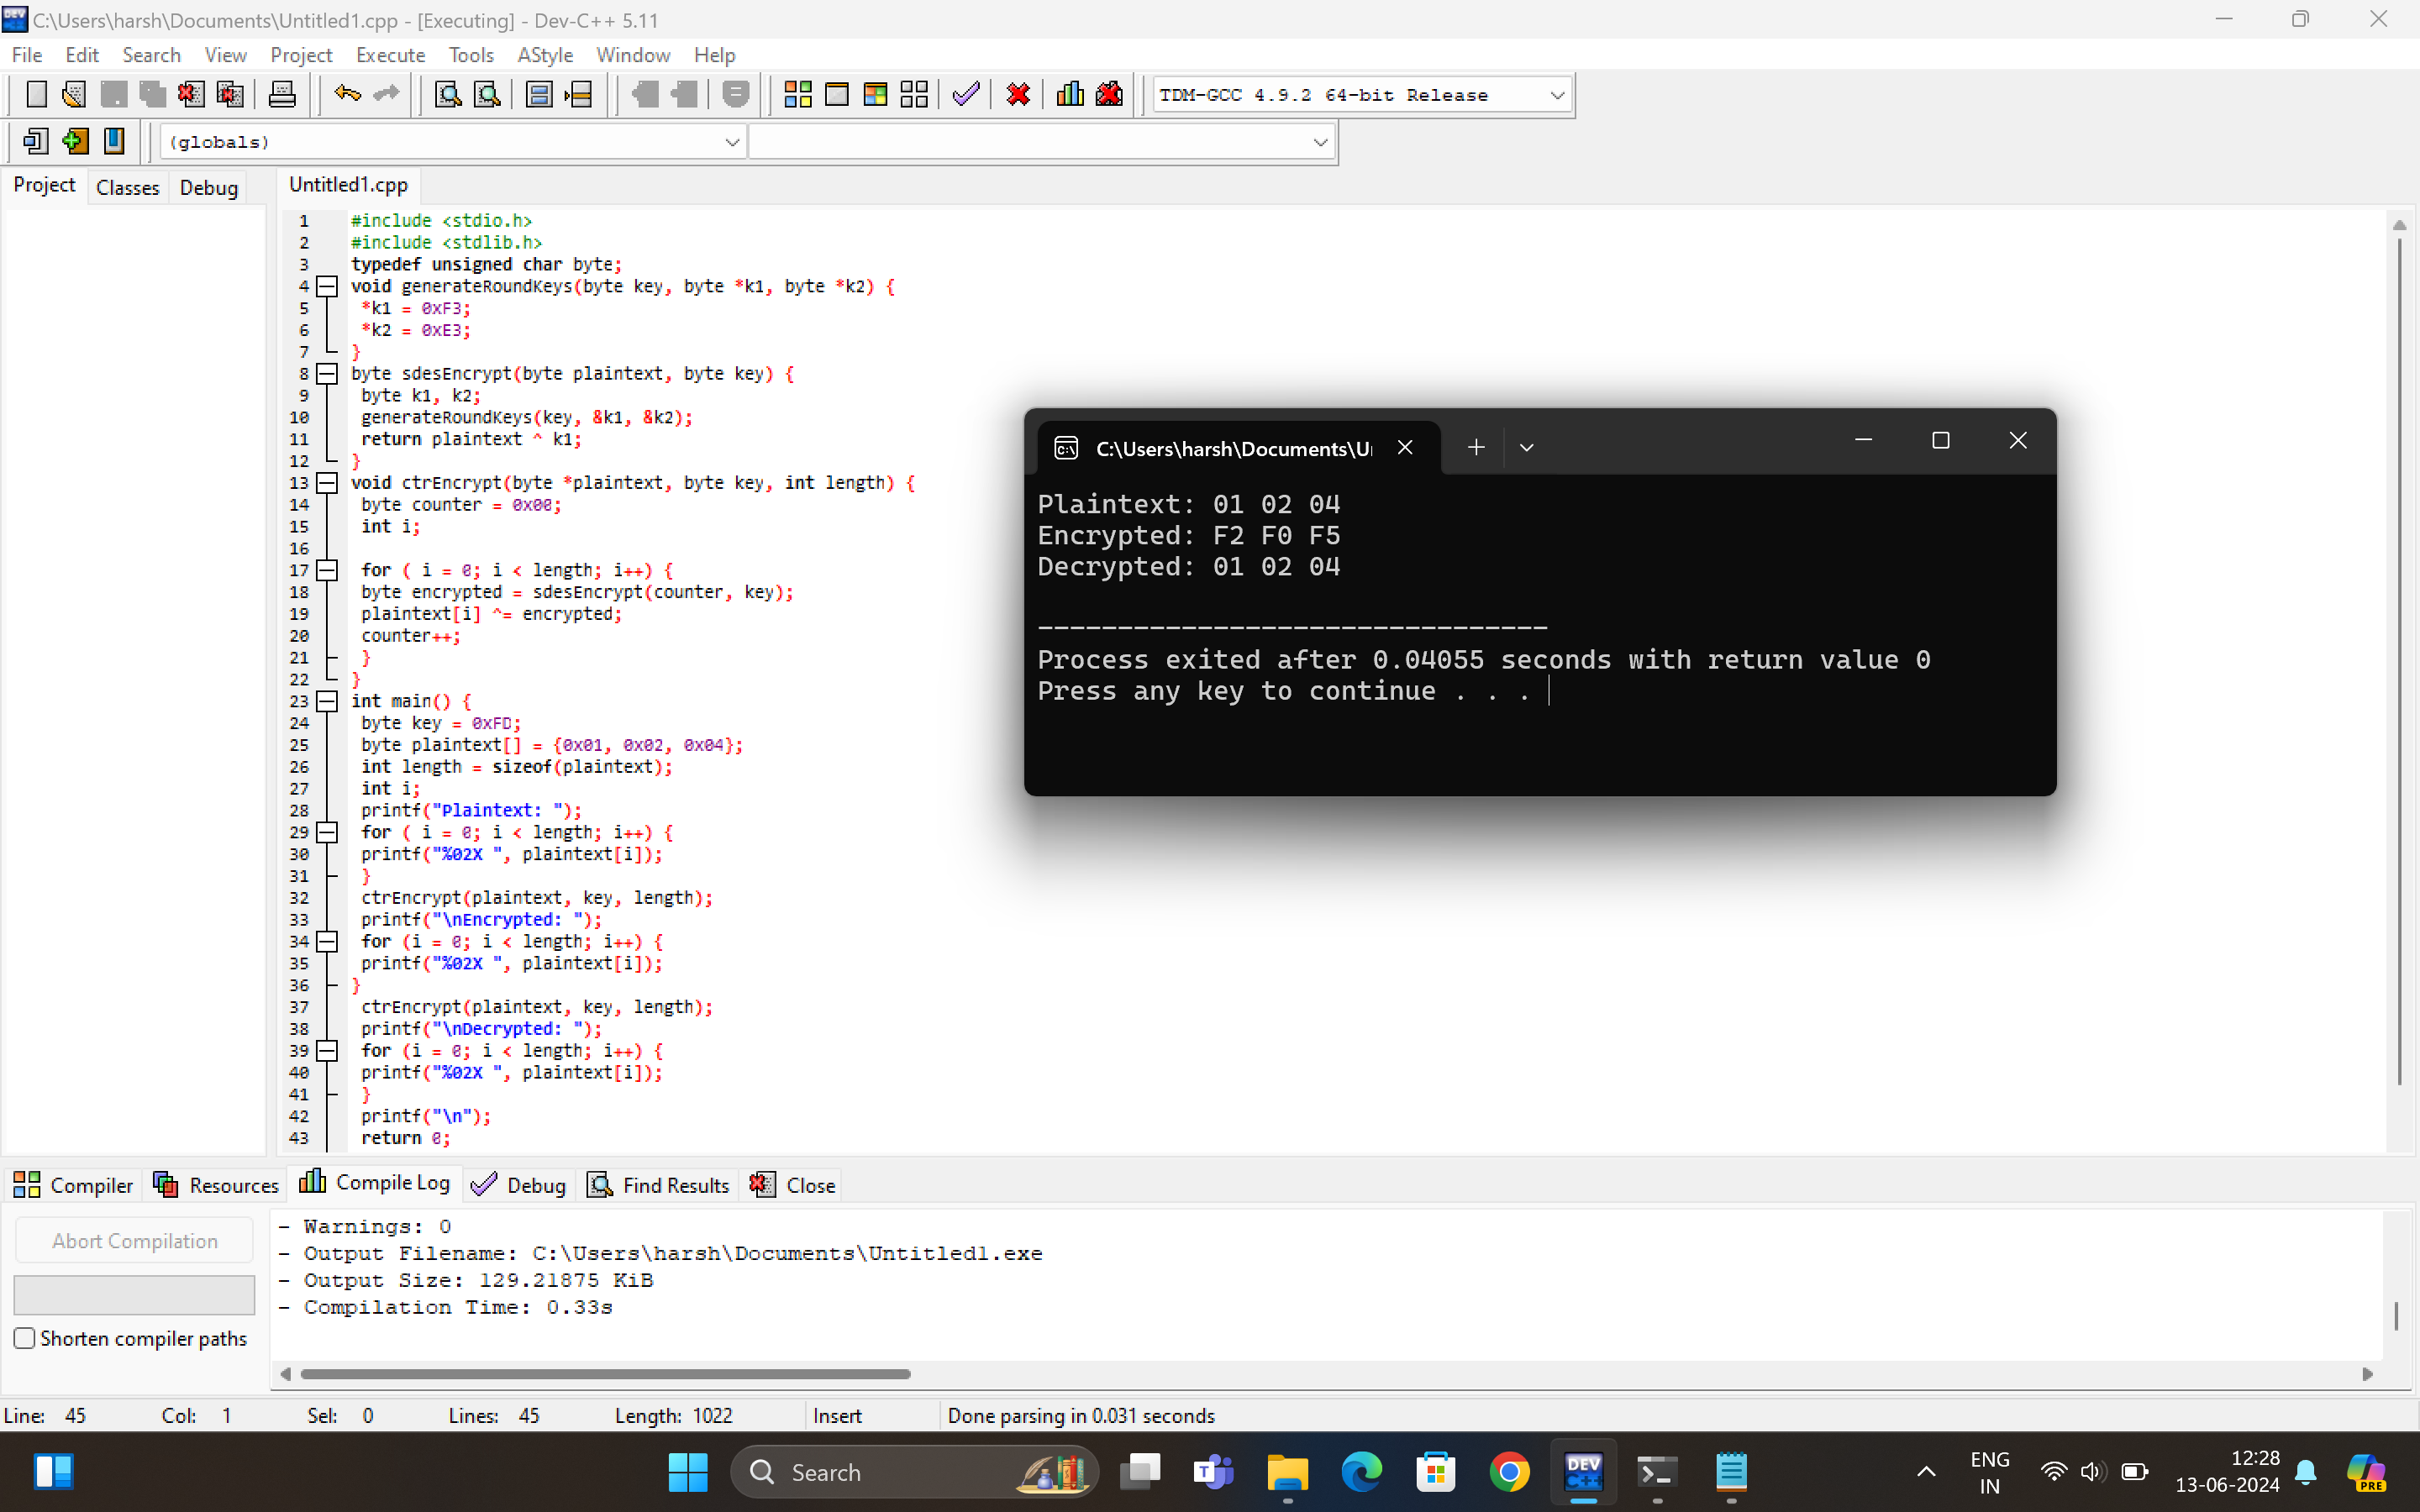 C:\Users\harsh\Documents\Untitled1.cpp - [Executing] - Dev-C++ 5.11
File Edit Search View Project Execute Tools AStyle Window Help
TDM-GCC 4.9.2 64-bit Release
(globals)
Project Classes Debug Untitled1.cpp
1 #include <stdio.h>
2 #include <stdlib.h>
3 typedef unsigned char byte;
4 void generateRoundKeys(byte key, byte *k1, byte *k2) {
5 *k1 = 0xF3;
6 *k2 = 0xE3;
7 }
8 byte sdesEncrypt(byte plaintext, byte key) {
9 byte k1, k2;
10 generateRoundKeys(key, &k1, &k2);
11 return plaintext ^ k1;
12 }
13 void ctrEncrypt(byte *plaintext, byte key, int length) {
14 byte counter = 0x00;
15 int i;
16
17 for ( i = 0; i < length; i++) {
18 byte encrypted = sdesEncrypt(counter, key);
19 plaintext[i] ^= encrypted;
20 counter++;
21 }
22 }
23 int main() {
24 byte key = 0xFD;
25 byte plaintext[] = {0x01, 0x02, 0x04};
26 int length = sizeof(plaintext);
27 int i;
28 printf("Plaintext: ");
29 for ( i = 0; i < length; i++) {
30 printf("%02X ", plaintext[i]);
31 }
32 ctrEncrypt(plaintext, key, length);
33 printf("\nEncrypted: ");
34 for (i = 0; i < length; i++) {
35 printf("%02X ", plaintext[i]);
36 }
37 ctrEncrypt(plaintext, key, length);
38 printf("\nDecrypted: ");
39 for (i = 0; i < length; i++) {
40 printf("%02X ", plaintext[i]);
41 }
42 printf("\n");
43 return 0;
C:\Users\harsh\Documents\U
Plaintext: 01 02 04
Encrypted: F2 F0 F5
Decrypted: 01 02 04
--------------------------------
Process exited after 0.04055 seconds with return value 0
Press any key to continue . . .
Compiler Resources Compile Log Debug Find Results Close
Abort Compilation
Shorten compiler paths
- Warnings: 0
- Output Filename: C:\Users\harsh\Documents\Untitled1.exe
- Output Size: 129.21875 KiB
- Compilation Time: 0.33s
Line: 45 Col: 1 Sel: 0 Lines: 45 Length: 1022 Insert Done parsing in 0.031 seconds
Search
DEV C++
ENG
IN
12:28
13-06-2024
PRE